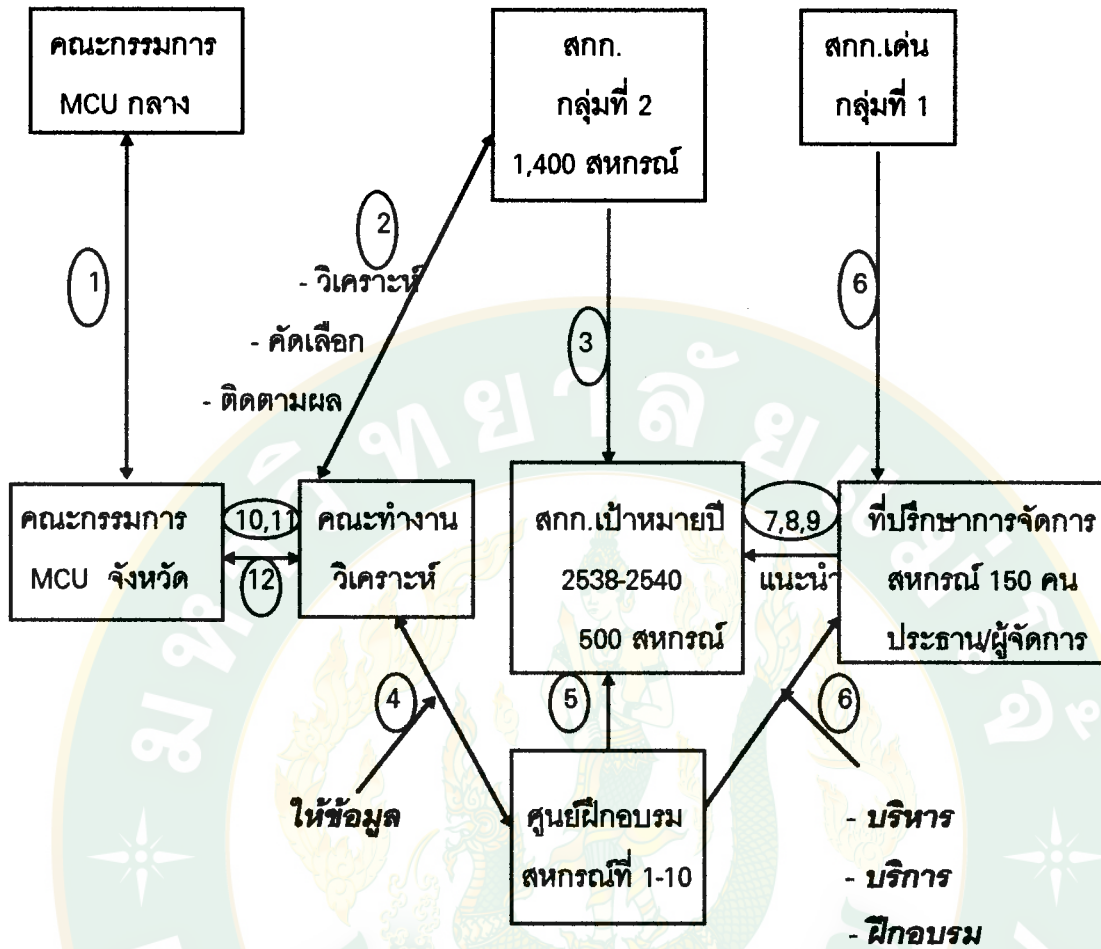 คณะกรรมการ
MCU กลาง
สกก.
กลุ่มที่ 2
1,400 สหกรณ์
สกก.เด่น
กลุ่มที่ 1
1
2
- วิเคราะห์
- คัดเลือก
- ติดตามผล
3
6
คณะกรรมการ
MCU จังหวัด
10,11
12
คณะทำงาน
วิเคราะห์
สกก.เป้าหมายปี
2538-2540
500 สหกรณ์
7,8,9
แนะนำ
ที่ปรึกษาการจัดการ
สหกรณ์ 150 คน
ประธาน/ผู้จัดการ
4
5
6
ให้ข้อมูล
ศูนย์ฝึกอบรม
สหกรณ์ที่ 1-10
- บริหาร
- บริการ
- ฝึกอบรม